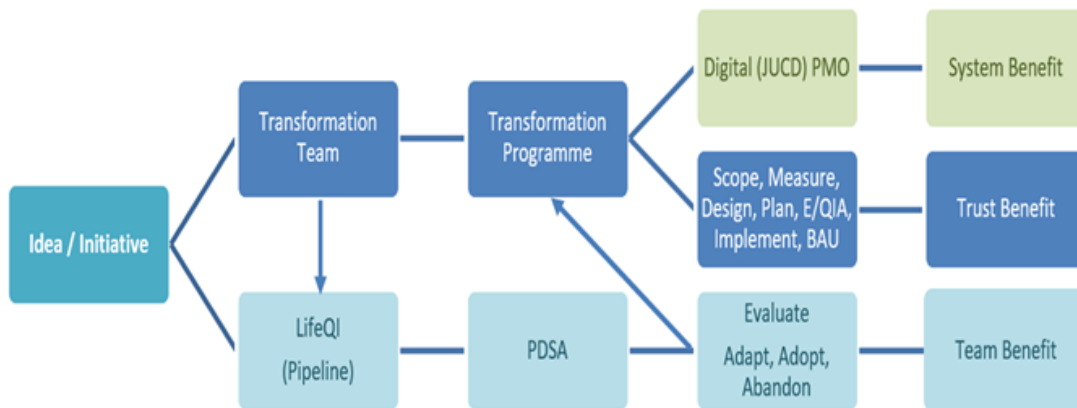 Digital (JUCD) PMO
System Benefit
Transformation
Team
Transformation
Programme
Scope, Measure,
Design, Plan, E/QIA,
Implement, BAU
Trust Benefit
Idea / Initiative
LifeQI
(Pipeline)
PDSA
Evaluate
Adapt, Adopt,
Abandon
Team Benefit